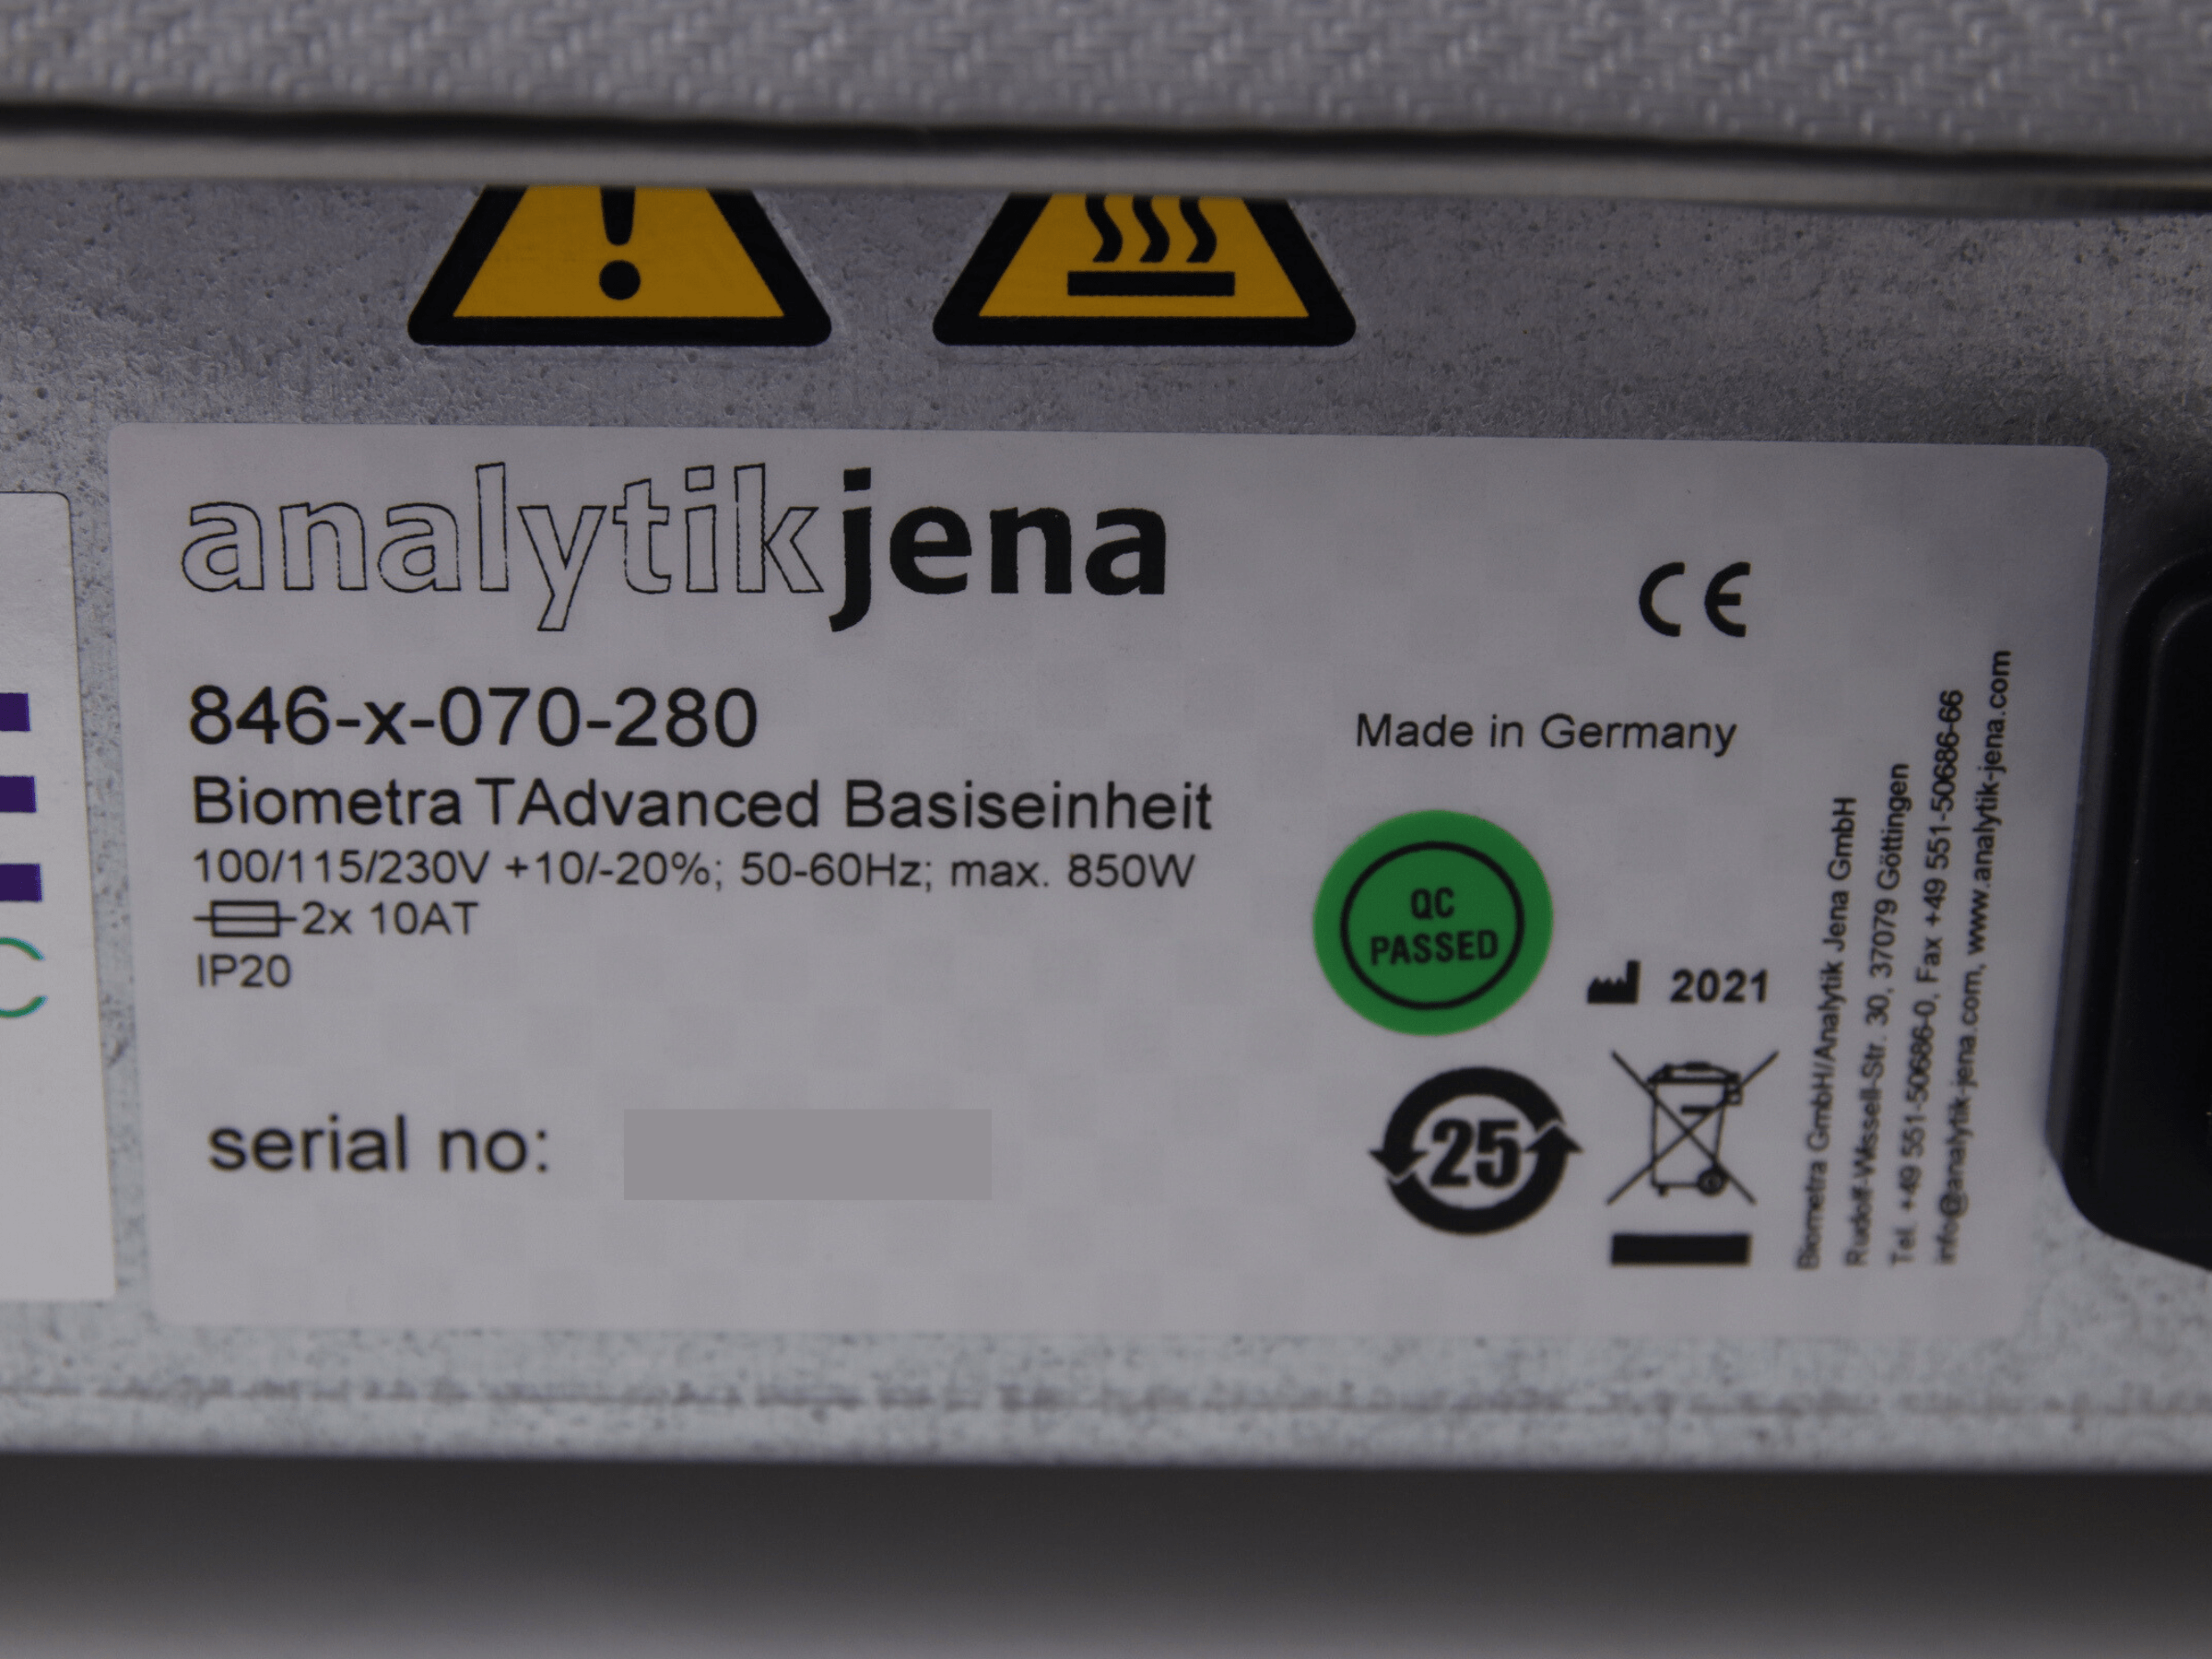 analytikjena
CE
846-x-070-280
Made in Germany
Biometra TAdvanced Basiseinheit
100/115/230V +10/-20%; 50-60Hz; max. 850W
2x 10AT
IP20
QC
PASSED
2021
serial no:
25
Biometra GmbH/Analytik Jena GmbH
Rudolf-Wissell-Str. 30, 37079 Göttingen
Tel. +49 551-50686-0, Fax +49 551-50686-66
info@analytik-jena.com, www.analytik-jena.com